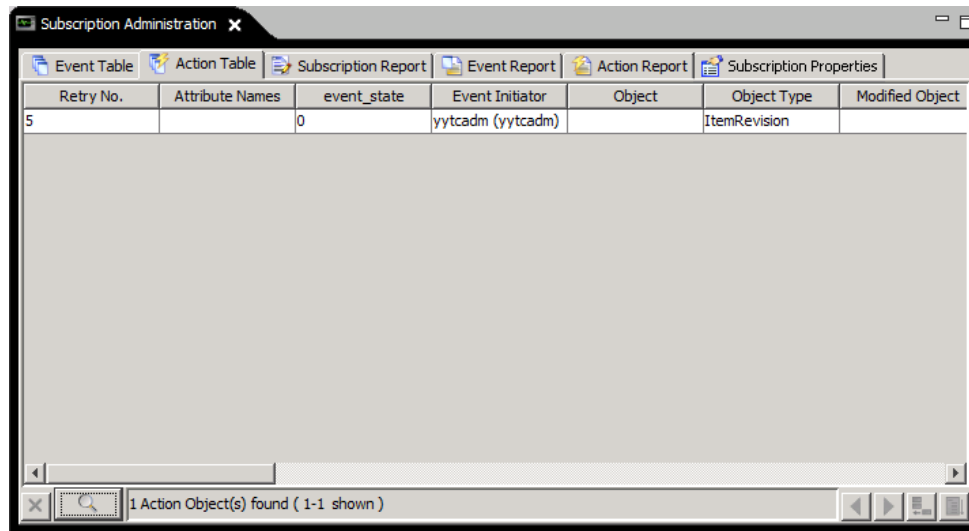 Subscription Administration
Event Table Action Table Subscription Report Event Report Action Report Subscription Properties
Retry No. Attribute Names event_state Event Initiator Object Object Type Modified Object
5 0 yytcadm (yytcadm) ItemRevision
1 Action Object(s) found ( 1-1 shown )